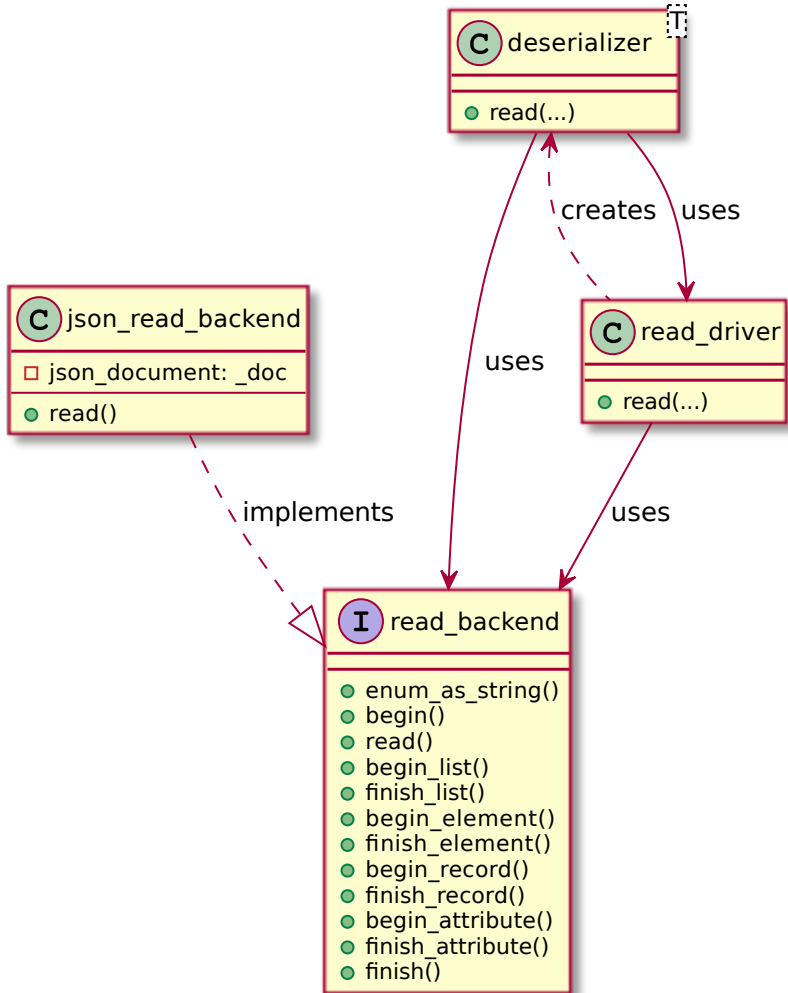 T
C deserializer
read(...)
creates
uses
C json_read_backend
json_document: _doc
read()
C read_driver
read(...)
uses
implements
uses
I read_backend
enum_as_string()
begin()
read()
begin_list()
finish_list()
begin_element()
finish_element()
begin_record()
finish_record()
begin_attribute()
finish_attribute()
finish()